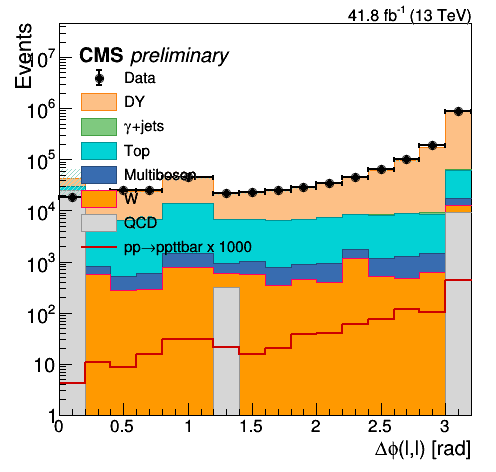 41.8 fb⁻¹ (13 TeV)
Events
CMS preliminary
Data
DY
γ+jets
Top
Multiboson
W
QCD
pp→ppttbar x 1000
10⁷
10⁶
10⁵
10⁴
10³
10²
10
1
0 0.5 1 1.5 2 2.5 3
Δϕ(l,l) [rad]